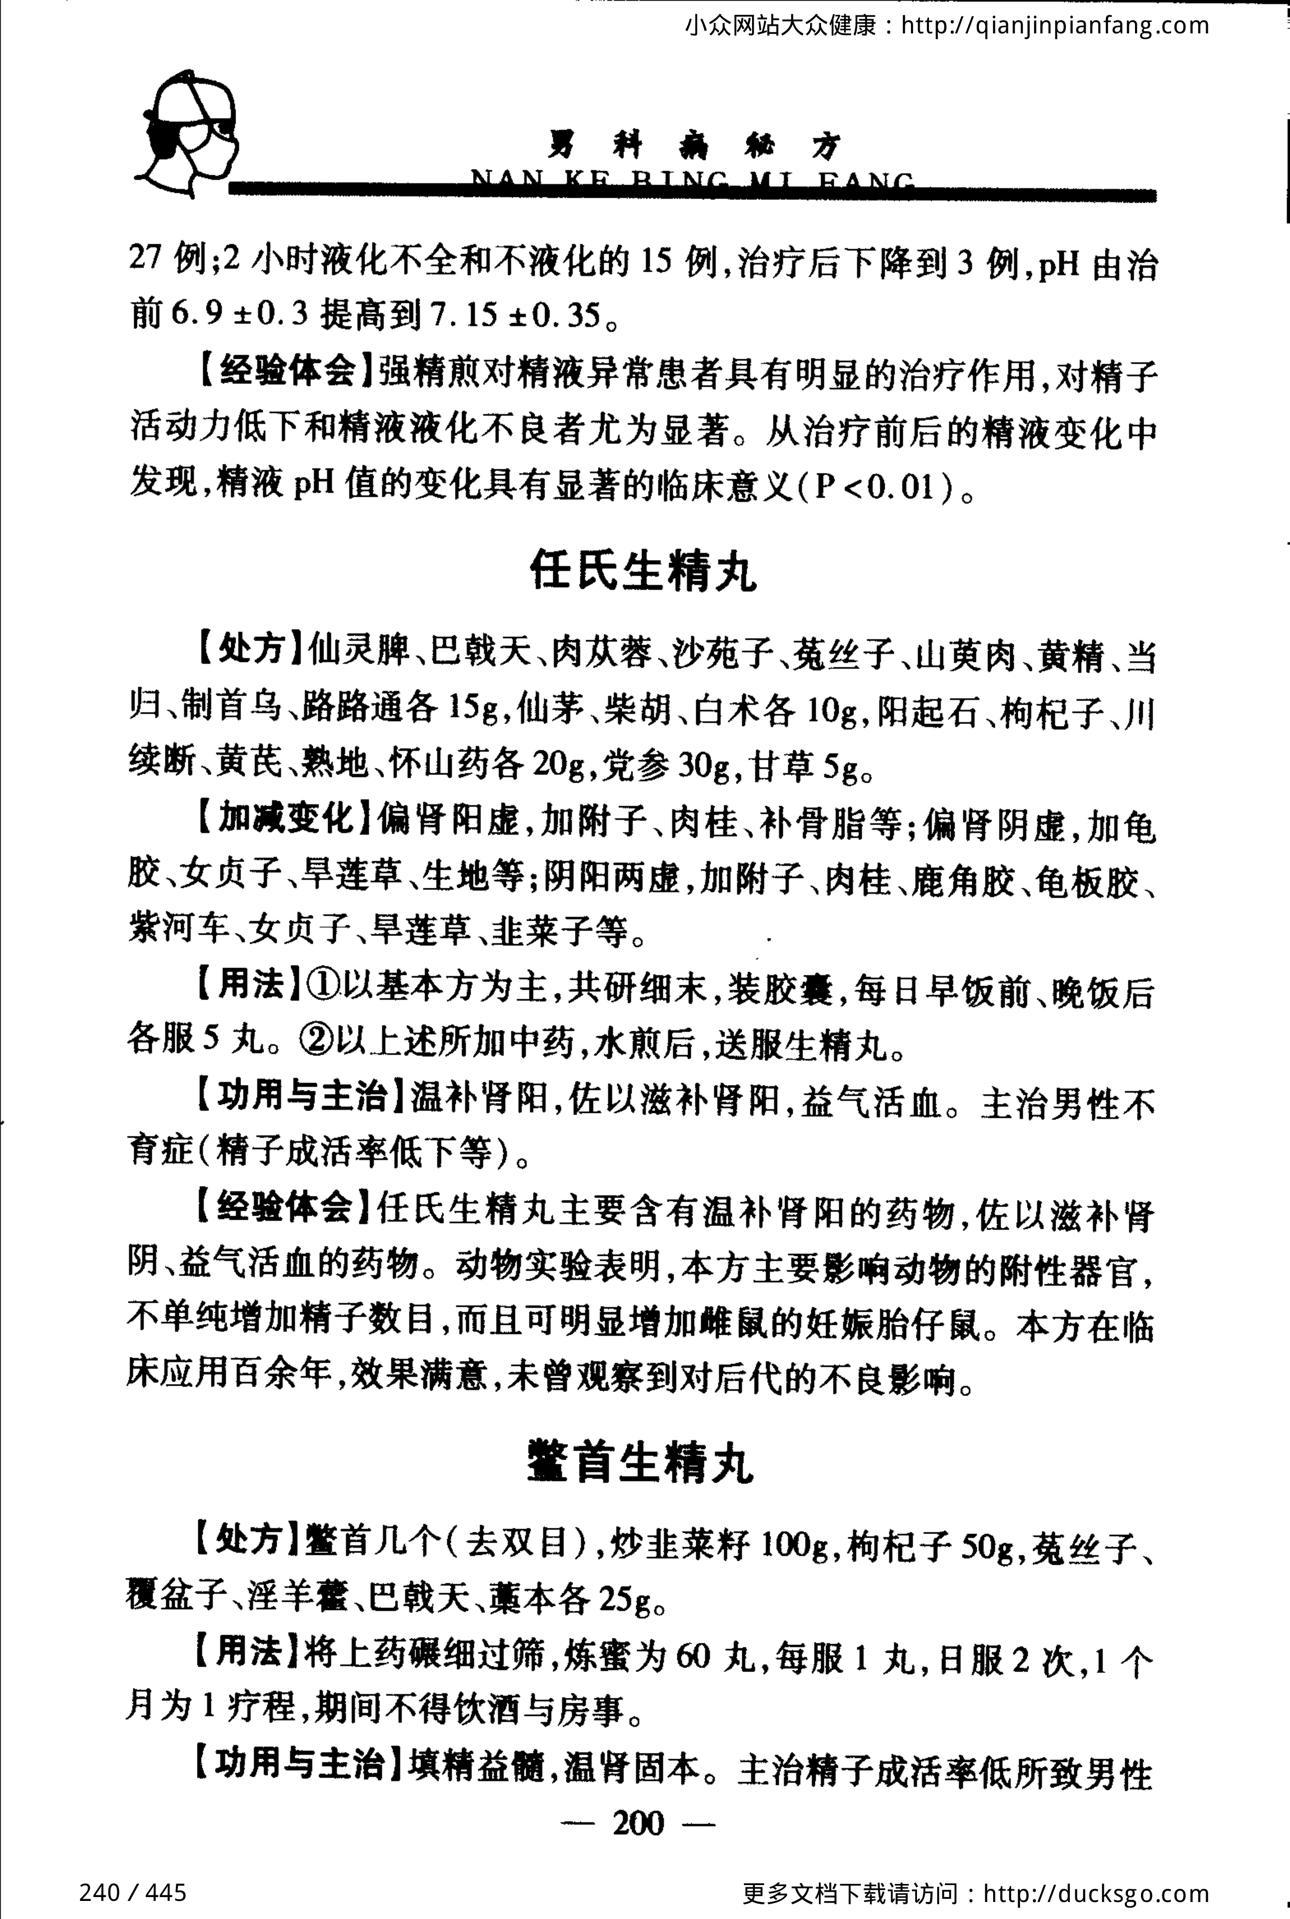 小众网站大众健康：http://qianjinpianfang.com
男科病秘方
NAN KE BING MI FANG
27 例;2 小时液化不全和不液化的 15 例,治疗后下降到 3 例,pH 由治
前 6.9 ±0.3 提高到 7.15 ±0.35。
【经验体会】强精煎对精液异常患者具有明显的治疗作用,对精子
活动力低下和精液液化不良者尤为显著。从治疗前后的精液变化中
发现,精液 pH 值的变化具有显著的临床意义(P<0.01)。
任氏生精丸
【处方】仙灵脾、巴戟天、肉苁蓉、沙苑子、菟丝子、山萸肉、黄精、当
归、制首乌、路路通各 15g,仙茅、柴胡、白术各 10g,阳起石、枸杞子、川
续断、黄芪、熟地、怀山药各 20g,党参 30g,甘草 5g。
【加减变化】偏肾阳虚,加附子、肉桂、补骨脂等;偏肾阴虚,加龟
胶、女贞子、旱莲草、生地等;阴阳两虚,加附子、肉桂、鹿角胶、龟板胶、
紫河车、女贞子、旱莲草、韭菜子等。
【用法】①以基本方为主,共研细末,装胶囊,每日早饭前、晚饭后
各服 5 丸。②以上述所加中药,水煎后,送服生精丸。
【功用与主治】温补肾阳,佐以滋补肾阳,益气活血。主治男性不
育症(精子成活率低下等)。
【经验体会】任氏生精丸主要含有温补肾阳的药物,佐以滋补肾
阴、益气活血的药物。动物实验表明,本方主要影响动物的附性器官,
不单纯增加精子数目,而且可明显增加雌鼠的妊娠胎仔鼠。本方在临
床应用百余年,效果满意,未曾观察到对后代的不良影响。
鳖首生精丸
【处方】鳖首几个(去双目),炒韭菜籽 100g,枸杞子 50g,菟丝子、
覆盆子、淫羊藿、巴戟天、藁本各 25g。
【用法】将上药碾细过筛,炼蜜为 60 丸,每服 1 丸,日服 2 次,1 个
月为 1 疗程,期间不得饮酒与房事。
【功用与主治】填精益髓,温肾固本。主治精子成活率低所致男性
— 200 —
240 / 445
更多文档下载请访问：http://ducksgo.com